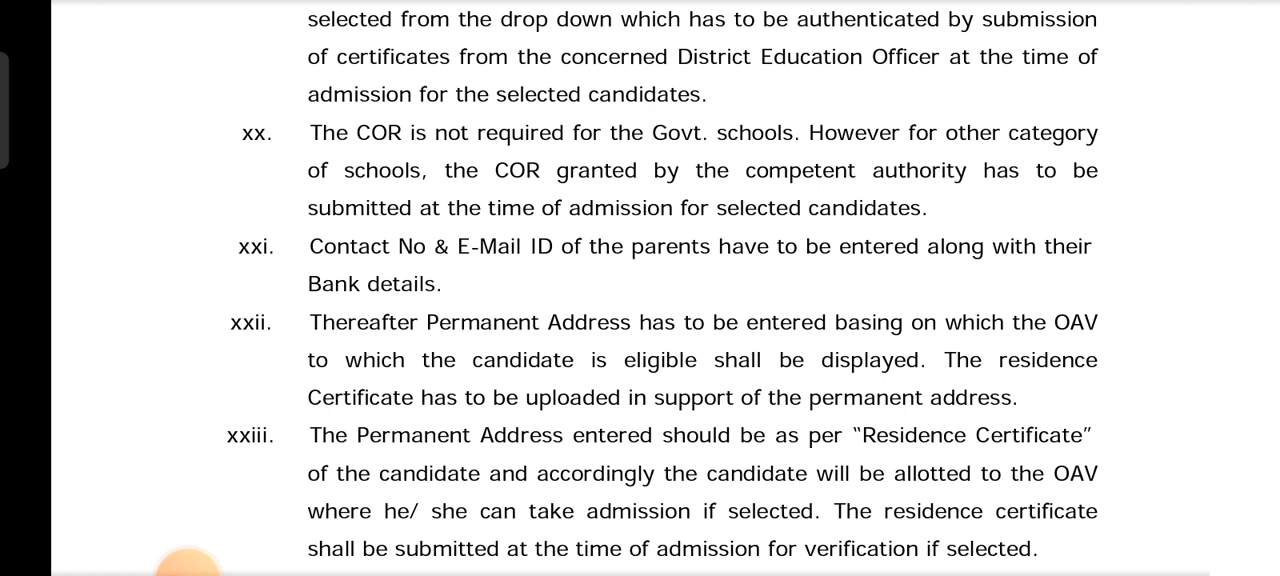 selected from the drop down which has to be authenticated by submission
of certificates from the concerned District Education Officer at the time of
admission for the selected candidates.
xx. The COR is not required for the Govt. schools. However for other category
of schools, the COR granted by the competent authority has to be
submitted at the time of admission for selected candidates.
xxi. Contact No & E-Mail ID of the parents have to be entered along with their
Bank details.
xxii. Thereafter Permanent Address has to be entered basing on which the OAV
to which the candidate is eligible shall be displayed. The residence
Certificate has to be uploaded in support of the permanent address.
xxiii. The Permanent Address entered should be as per “Residence Certificate”
of the candidate and accordingly the candidate will be allotted to the OAV
where he/ she can take admission if selected. The residence certificate
shall be submitted at the time of admission for verification if selected.